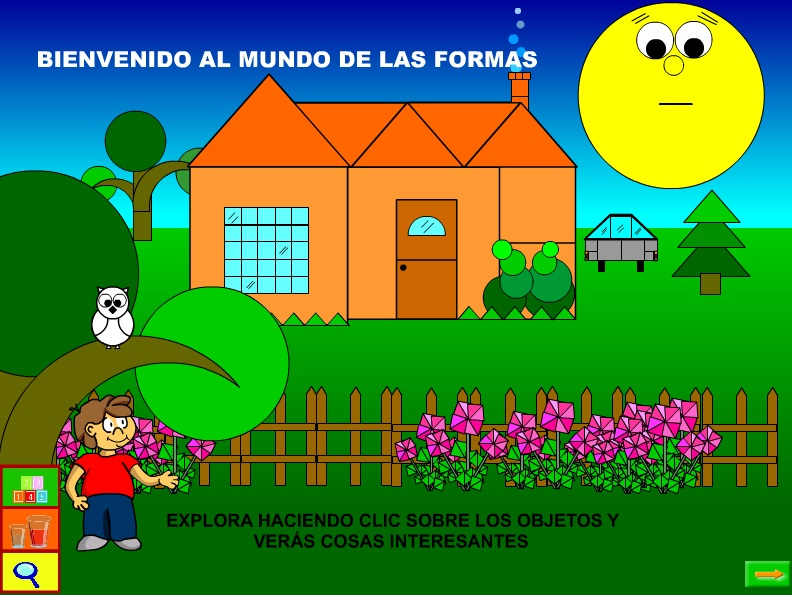 BIENVENIDO AL MUNDO DE LAS FORMAS
EXPLORA HACIENDO CLIC SOBRE LOS OBJETOS Y
VERÁS COSAS INTERESANTES